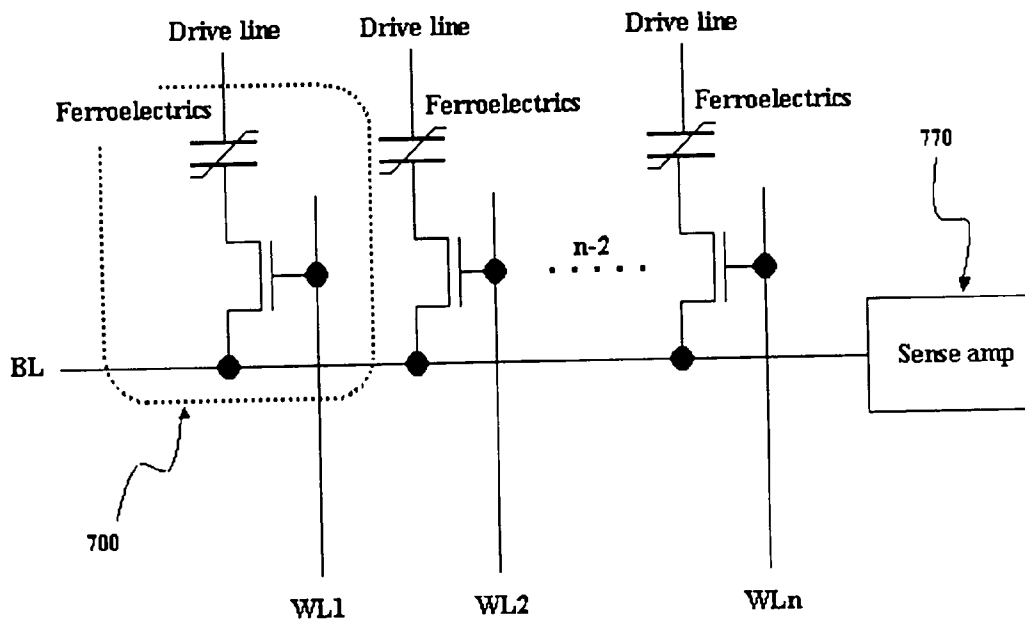 Drive line
Drive line
Drive line
Ferroelectrics
Ferroelectrics
Ferroelectrics
770
n-2
BL
Sense amp
700
WL1
WL2
WLn